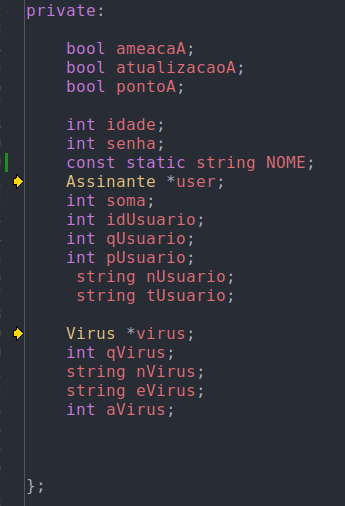 private:
bool ameacaA;
bool atualizacaoA;
bool pontoA;
int idade;
int senha;
const static string NOME;
Assinante *user;
int soma;
int idUsuario;
int qUsuario;
int pUsuario;
string nUsuario;
string tUsuario;
Virus *virus;
int qVirus;
string nVirus;
string eVirus;
int aVirus;
};